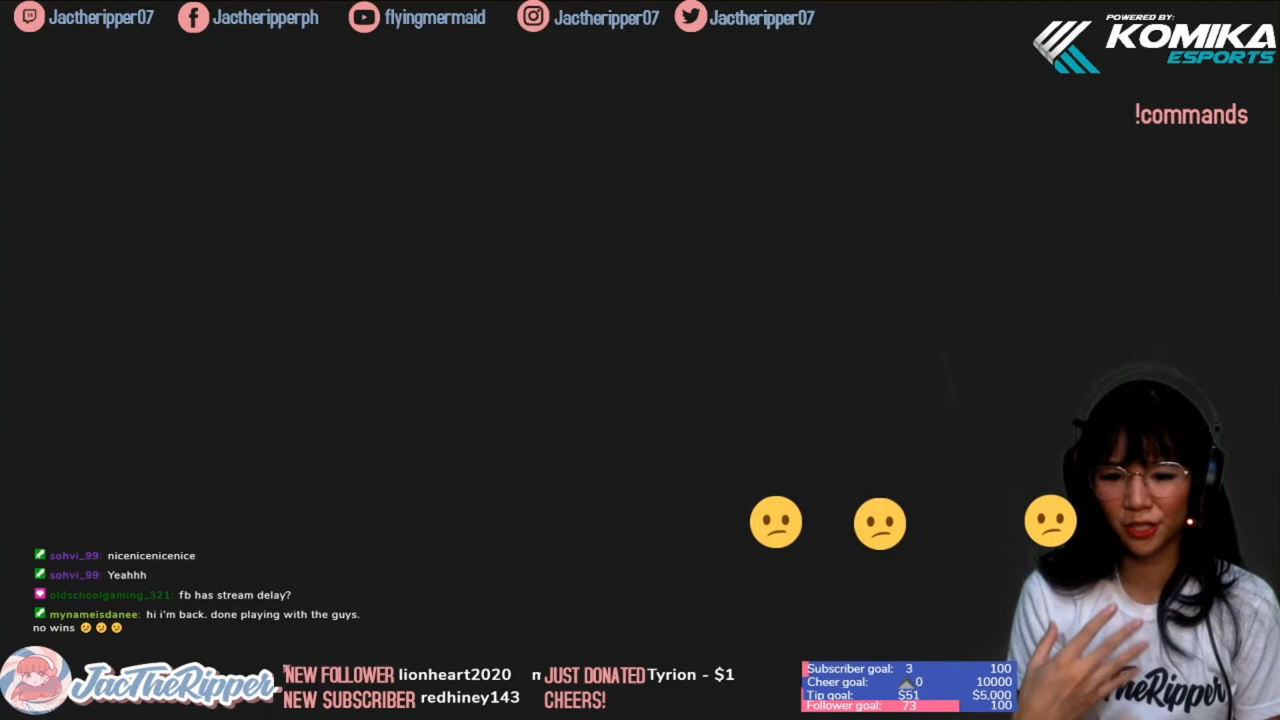 Jactheripper07 Jactheripperph flyingmermaid Jactheripper07 Jactheripper07
POWERED BY:
KOMIKA
ESPORTS
!commands
sohvi_99: nicenicenicenice
sohvi_99: Yeahhh
oldschoolgaming_321: fb has stream delay?
mynameisdanee: hi i'm back. done playing with the guys.
no wins
JacTheRipper
NEW FOLLOWER lionheart2020
NEW SUBSCRIBER redhiney143
JUST DONATED Tyrion - $1
CHEERS!
Subscriber goal: 3 100
Cheer goal: 0 10000
Tip goal: $51 $5,000
Follower goal: 73 100
TheRipper